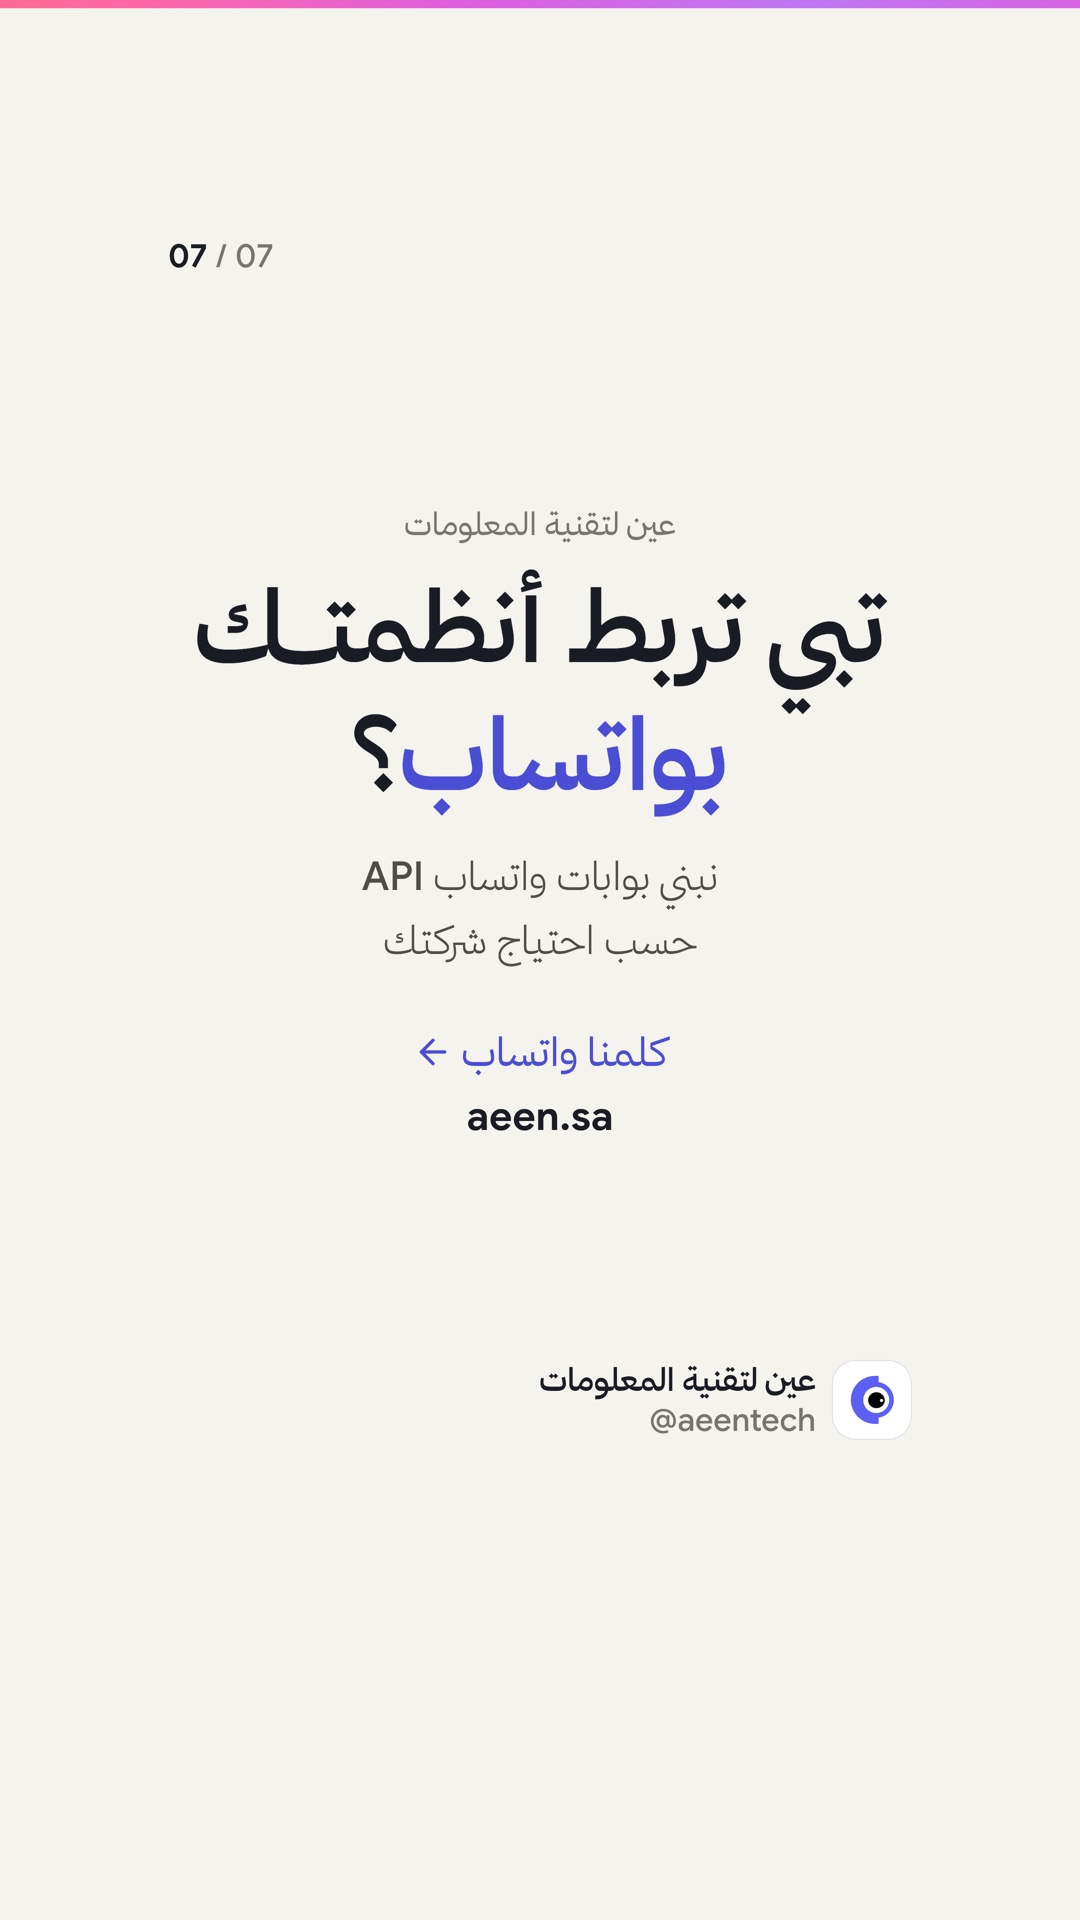 07 / 07
عين لتقنية المعلومات
تبي تربط أنظمتـك
بواتساب؟
نبني بوابات واتساب API
حسب احتياج شركتك
كلمنا واتساب ←
aeen.sa
عين لتقنية المعلومات
@aeentech